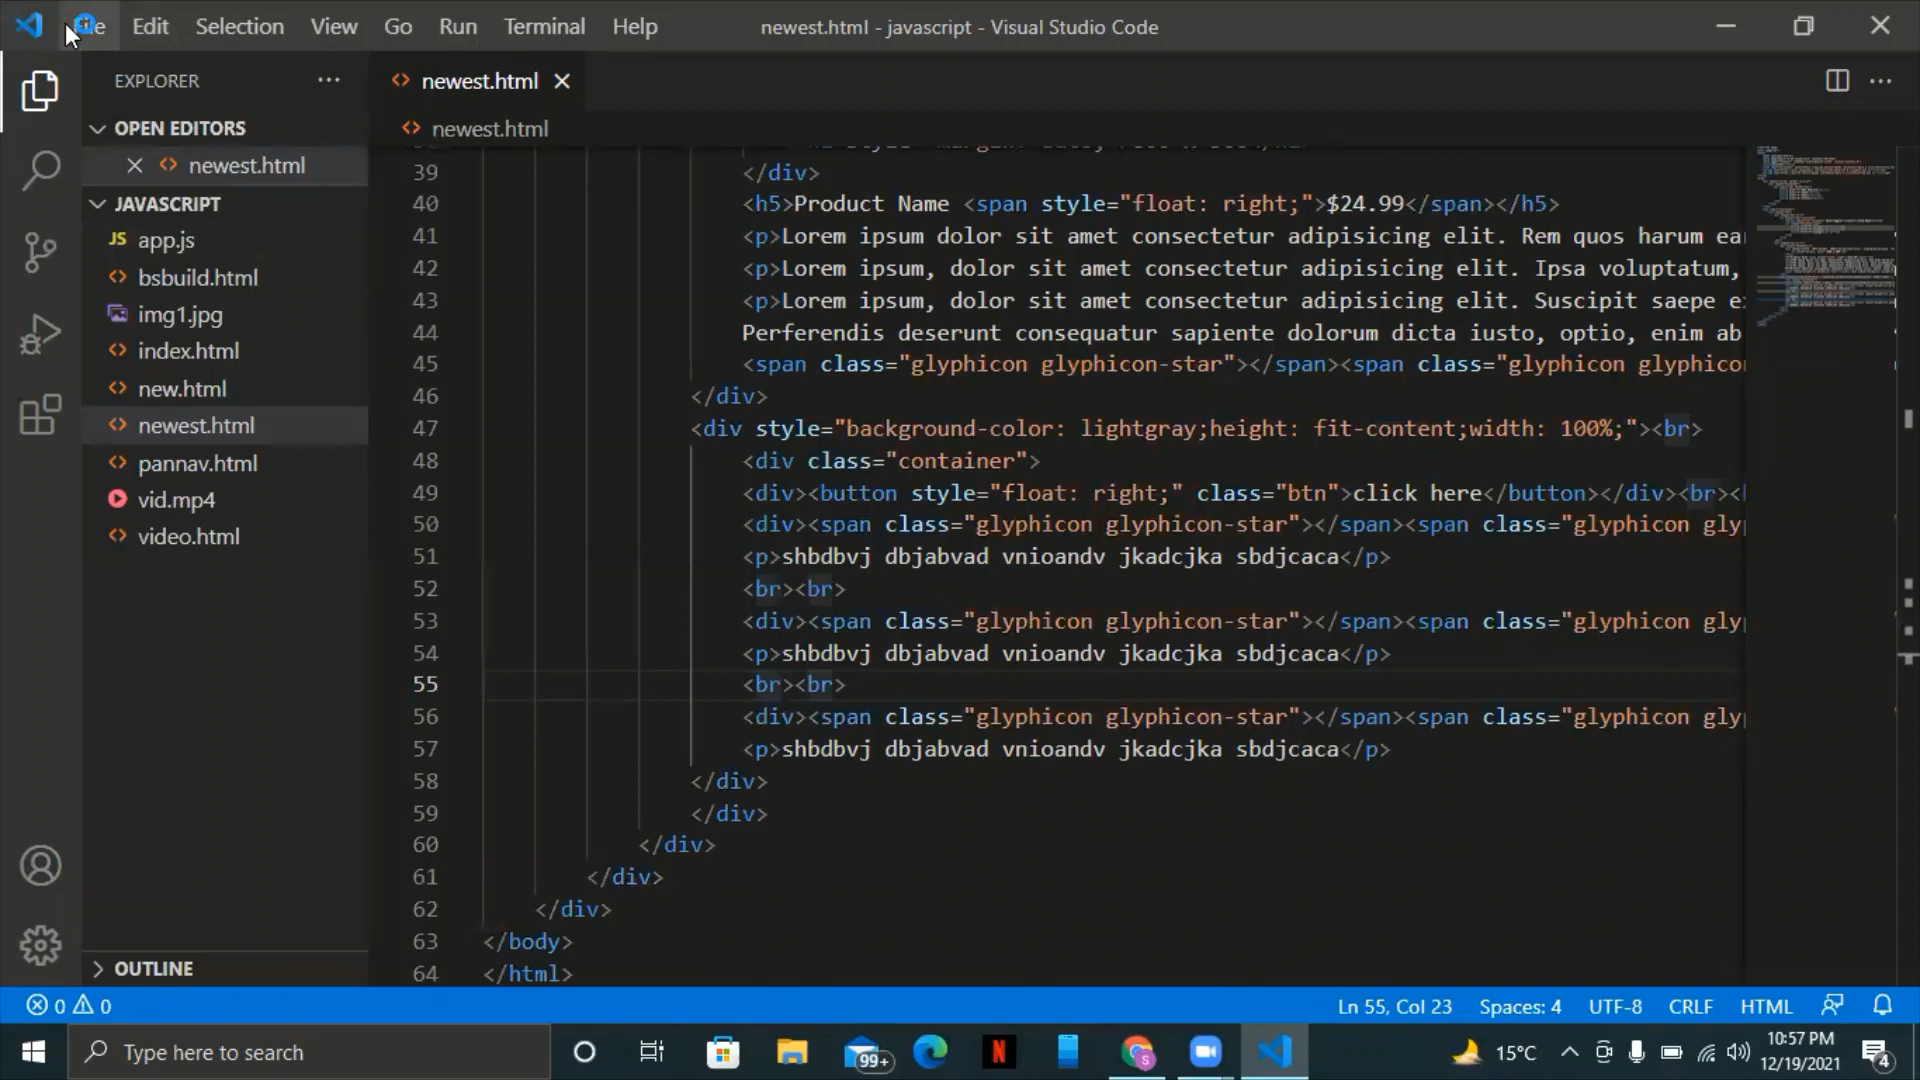 File Edit Selection View Go Run Terminal Help
newest.html - javascript - Visual Studio Code
EXPLORER
OPEN EDITORS
newest.html
JAVASCRIPT
JS app.js
bsbuild.html
img1.jpg
index.html
new.html
newest.html
pannav.html
vid.mp4
video.html
OUTLINE
newest.html
newest.html
39 </div>
40 <h5>Product Name <span style="float: right;">$24.99</span></h5>
41 <p>Lorem ipsum dolor sit amet consectetur adipisicing elit. Rem quos harum ea
42 <p>Lorem ipsum, dolor sit amet consectetur adipisicing elit. Ipsa voluptatum,
43 <p>Lorem ipsum, dolor sit amet consectetur adipisicing elit. Suscipit saepe e
44 Perferendis deserunt consequatur sapiente dolorum dicta iusto, optio, enim ab
45 <span class="glyphicon glyphicon-star"></span><span class="glyphicon glyphico
46 </div>
47 <div style="background-color: lightgray;height: fit-content;width: 100%;"><br>
48 <div class="container">
49 <div><button style="float: right;" class="btn">click here</button></div><br><
50 <div><span class="glyphicon glyphicon-star"></span><span class="glyphicon gly
51 <p>shbdbvj dbjabvad vnioandv jkadcjka sbdjcaca</p>
52 <br><br>
53 <div><span class="glyphicon glyphicon-star"></span><span class="glyphicon gly
54 <p>shbdbvj dbjabvad vnioandv jkadcjka sbdjcaca</p>
55 <br><br>
56 <div><span class="glyphicon glyphicon-star"></span><span class="glyphicon gly
57 <p>shbdbvj dbjabvad vnioandv jkadcjka sbdjcaca</p>
58 </div>
59 </div>
60 </div>
61 </div>
62 </div>
63 </body>
64 </html>
0 0
Ln 55, Col 23 Spaces: 4 UTF-8 CRLF HTML
Type here to search
99+
N
S
15°C
10:57 PM
12/19/2021
4